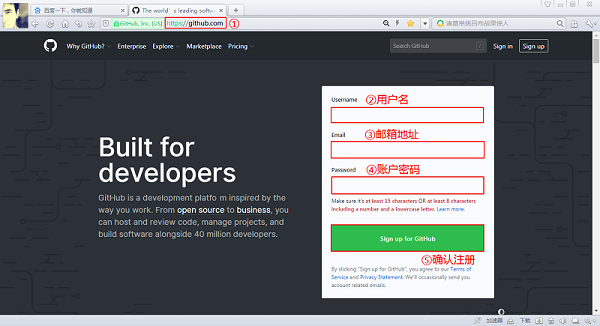 百度一下，你就知道
The world's leading softw
GitHub, Inc. [US]
https://github.com ①
Why GitHub?
Enterprise
Explore
Marketplace
Pricing
Search GitHub
Sign in
Sign up
Built for
developers
GitHub is a development platfo m inspired by the
way you work. From open source to business, you
can host and review code, manage projects, and
build software alongside 40 million developers.
Username ②用户名
Email ③邮箱地址
Password ④账户密码
Make sure it's at least 15 characters OR at least 8 characters
including a number and a lowercase letter. Learn more.
Sign up for GitHub
⑤确认注册
By clicking "Sign up for GitHub", you agree to our Terms of
Service and Privacy Statement. We'll occasionally send you
account related emails.
加速器
下载